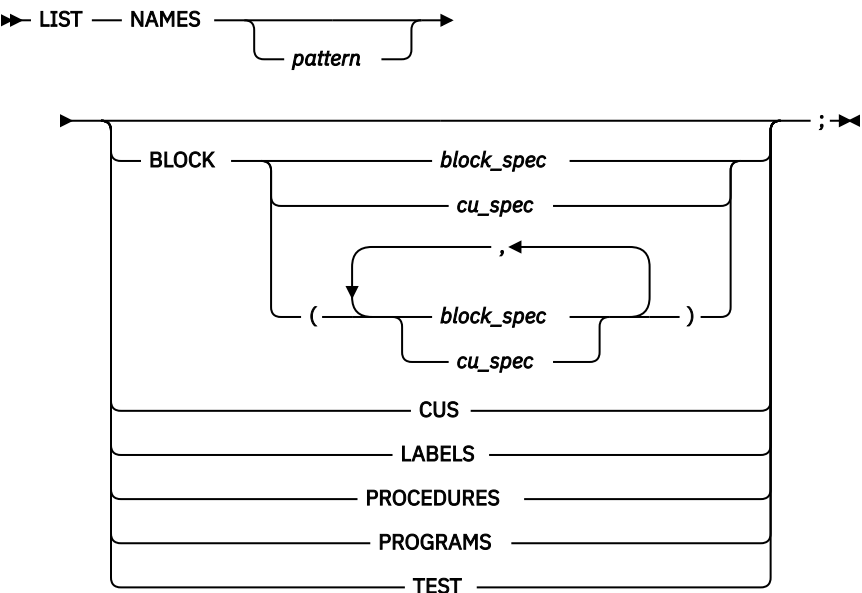 LIST NAMES
pattern
;
BLOCK block_spec
cu_spec
,
( block_spec )
cu_spec
CUS
LABELS
PROCEDURES
PROGRAMS
TEST